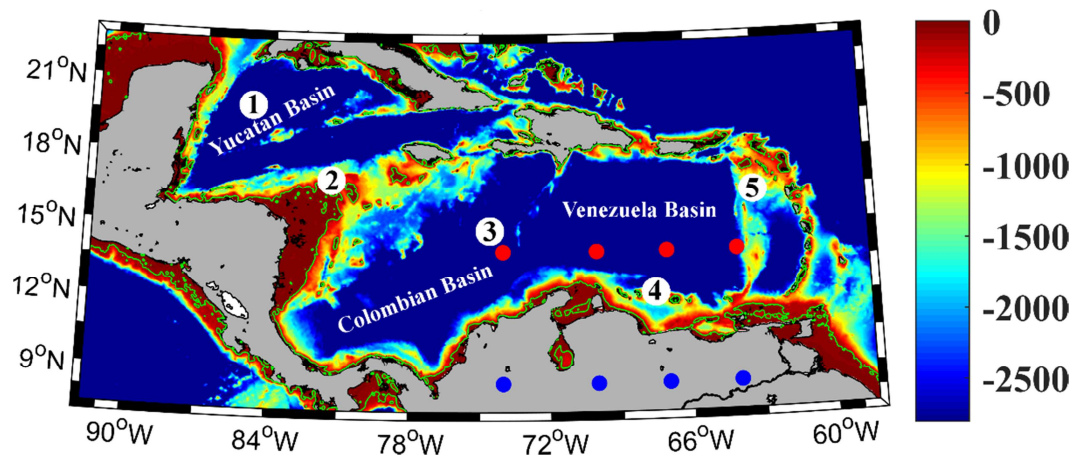 0
21°N
-500
1
Yucatan Basin
18°N
-1000
2
5
15°N
Venezuela Basin
3
-1500
12°N
Colombian Basin
4
-2000
9°N
-2500
90°W
84°W
78°W
72°W
66°W
60°W